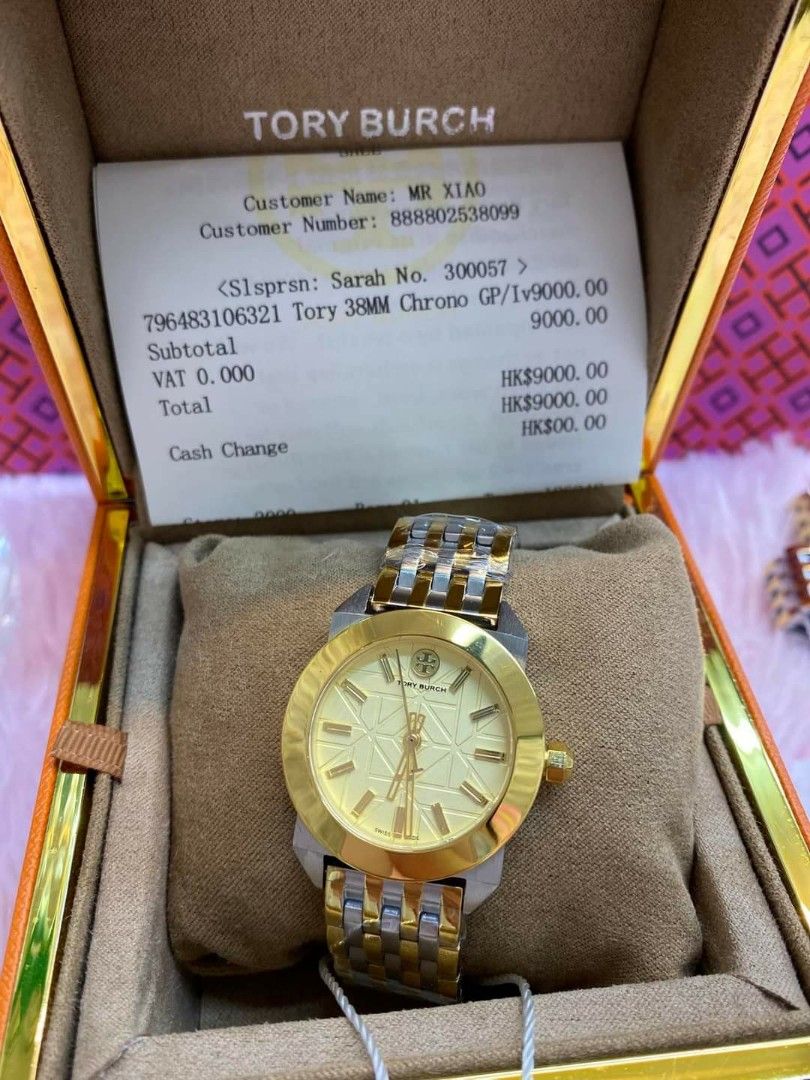 TORY BURCH
SALE
Customer Name: MR XIAO
Customer Number: 888802538099
<Slsprsn: Sarah No. 300057 >
796483106321 Tory 38MM Chrono GP/Iv9000.00
Subtotal 9000.00
VAT 0.000
Total HK$9000.00
HK$9000.00
Cash Change HK$00.00
TORY BURCH
SWISS